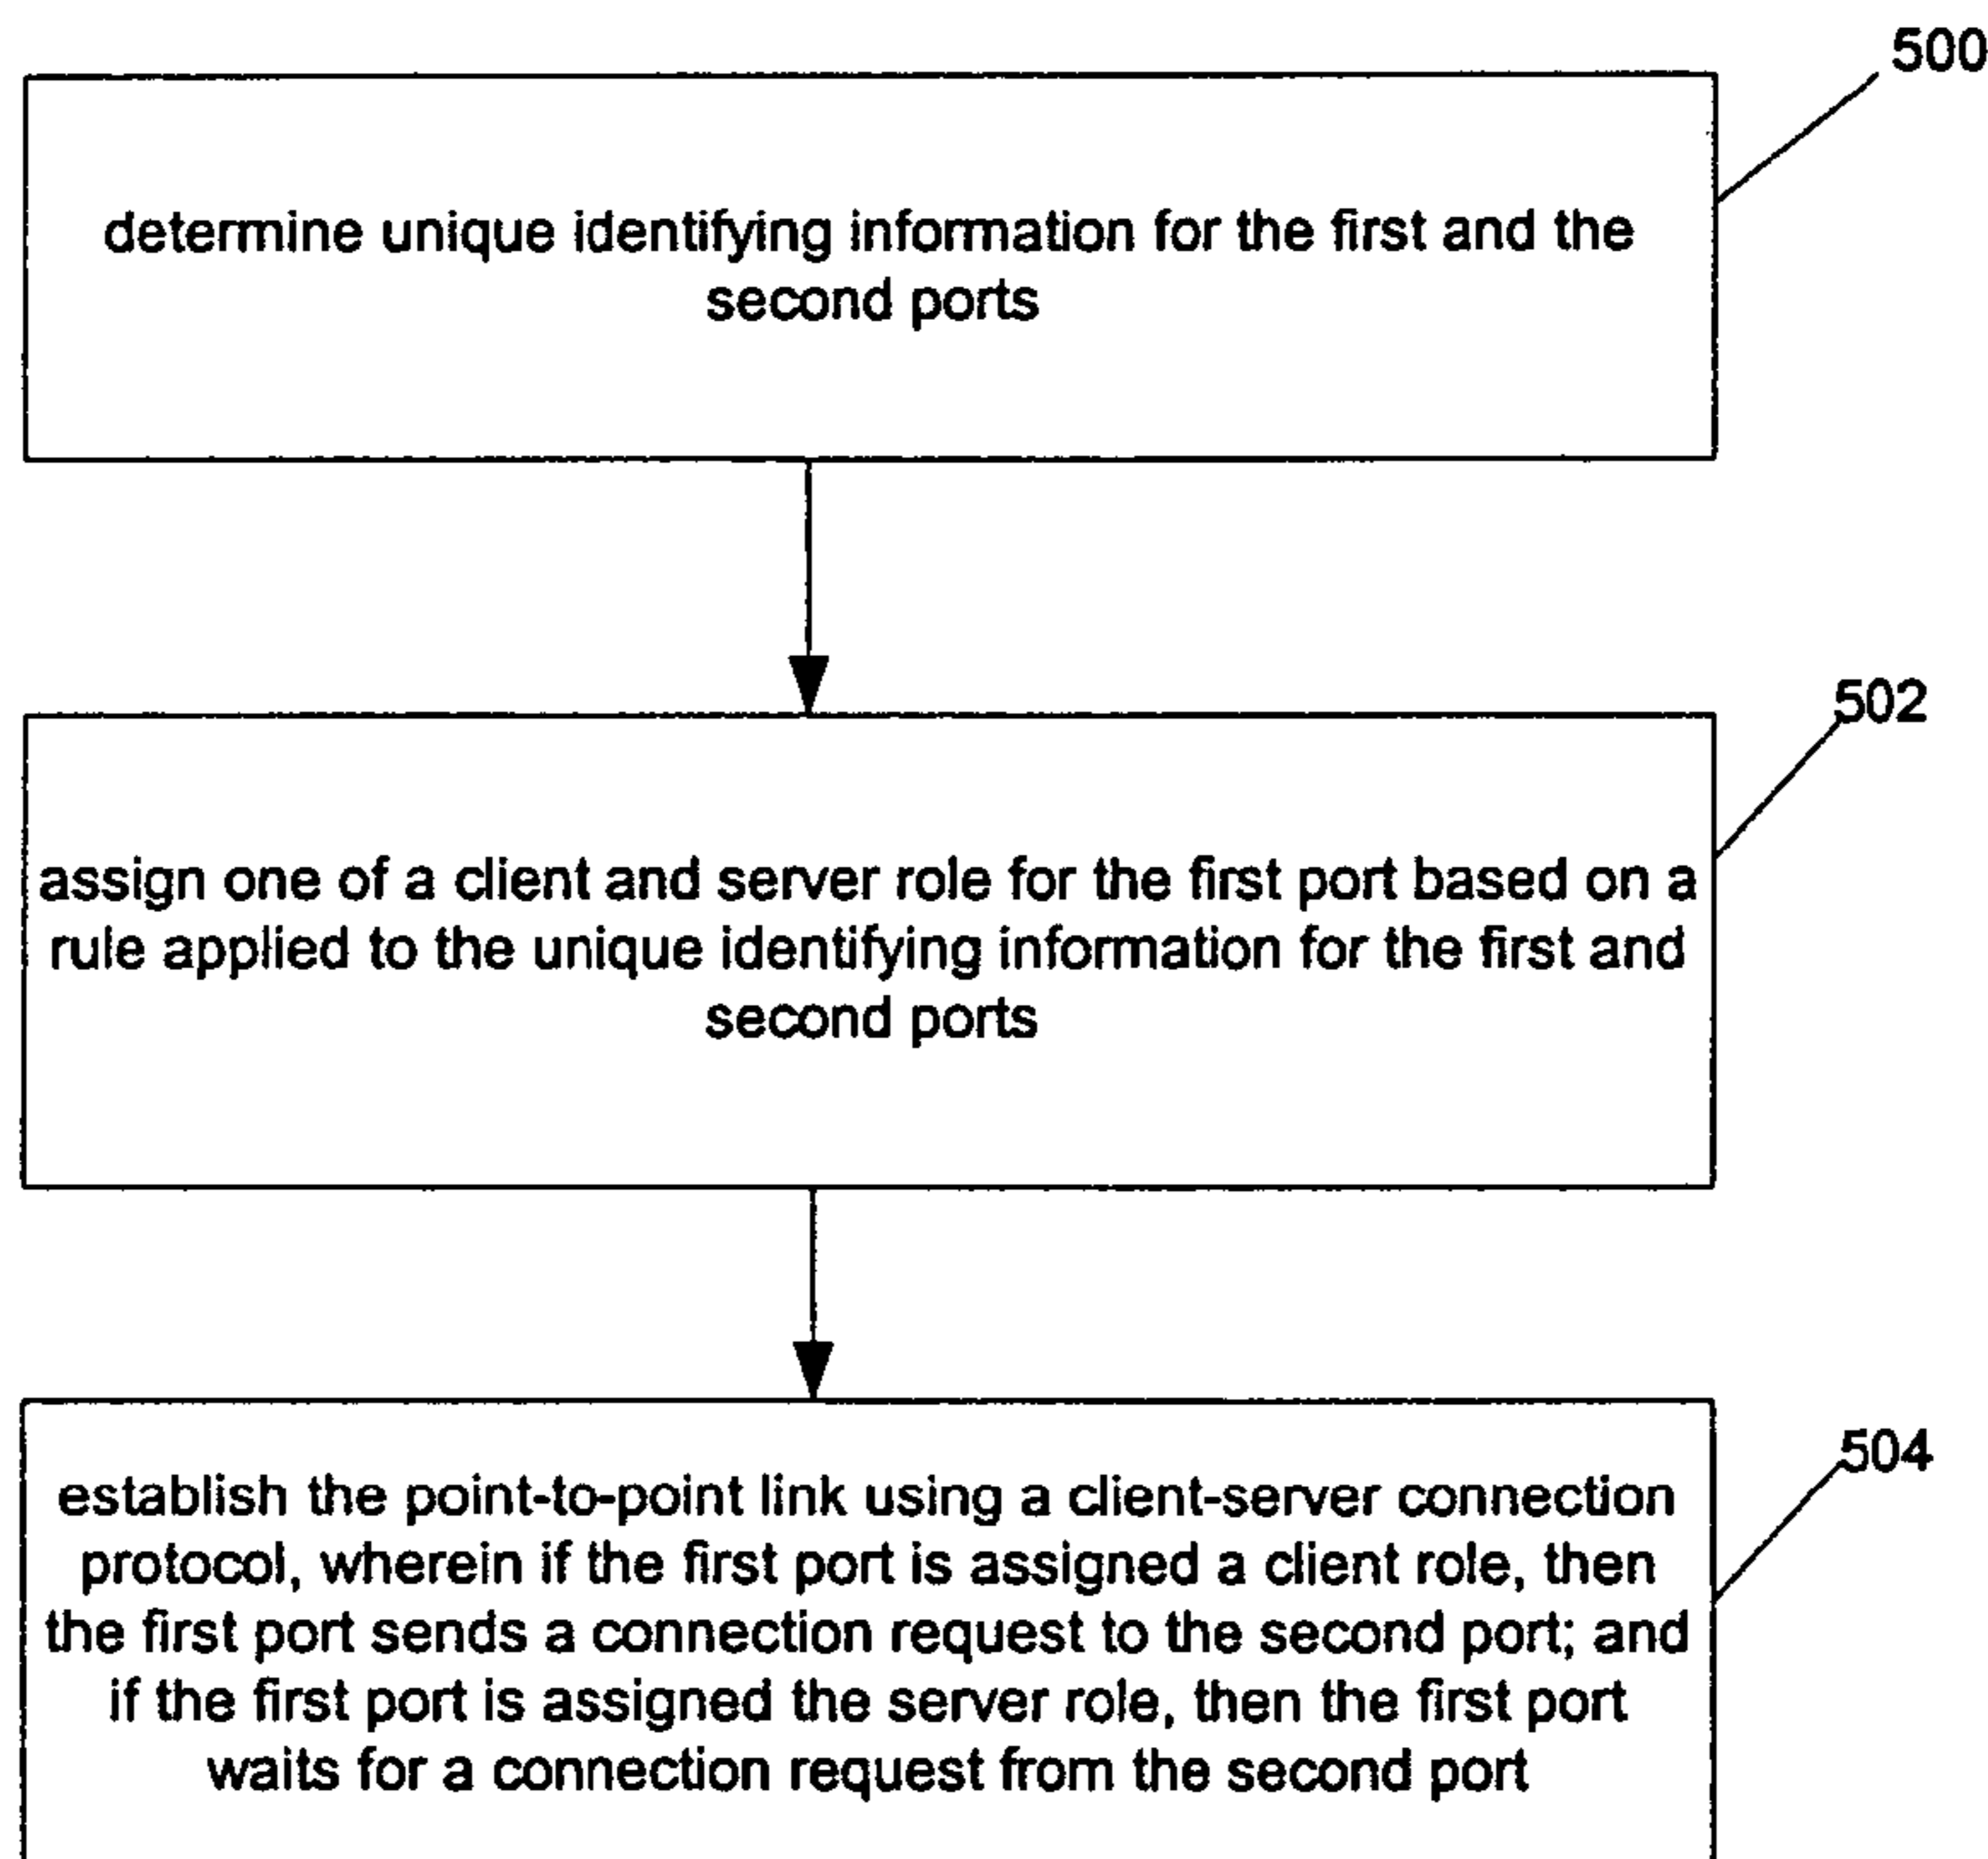 500
determine unique identifying information for the first and the
second ports
502
assign one of a client and server role for the first port based on a
rule applied to the unique identifying information for the first and
second ports
504
establish the point-to-point link using a client-server connection
protocol, wherein if the first port is assigned a client role, then
the first port sends a connection request to the second port; and
if the first port is assigned the server role, then the first port
waits for a connection request from the second port